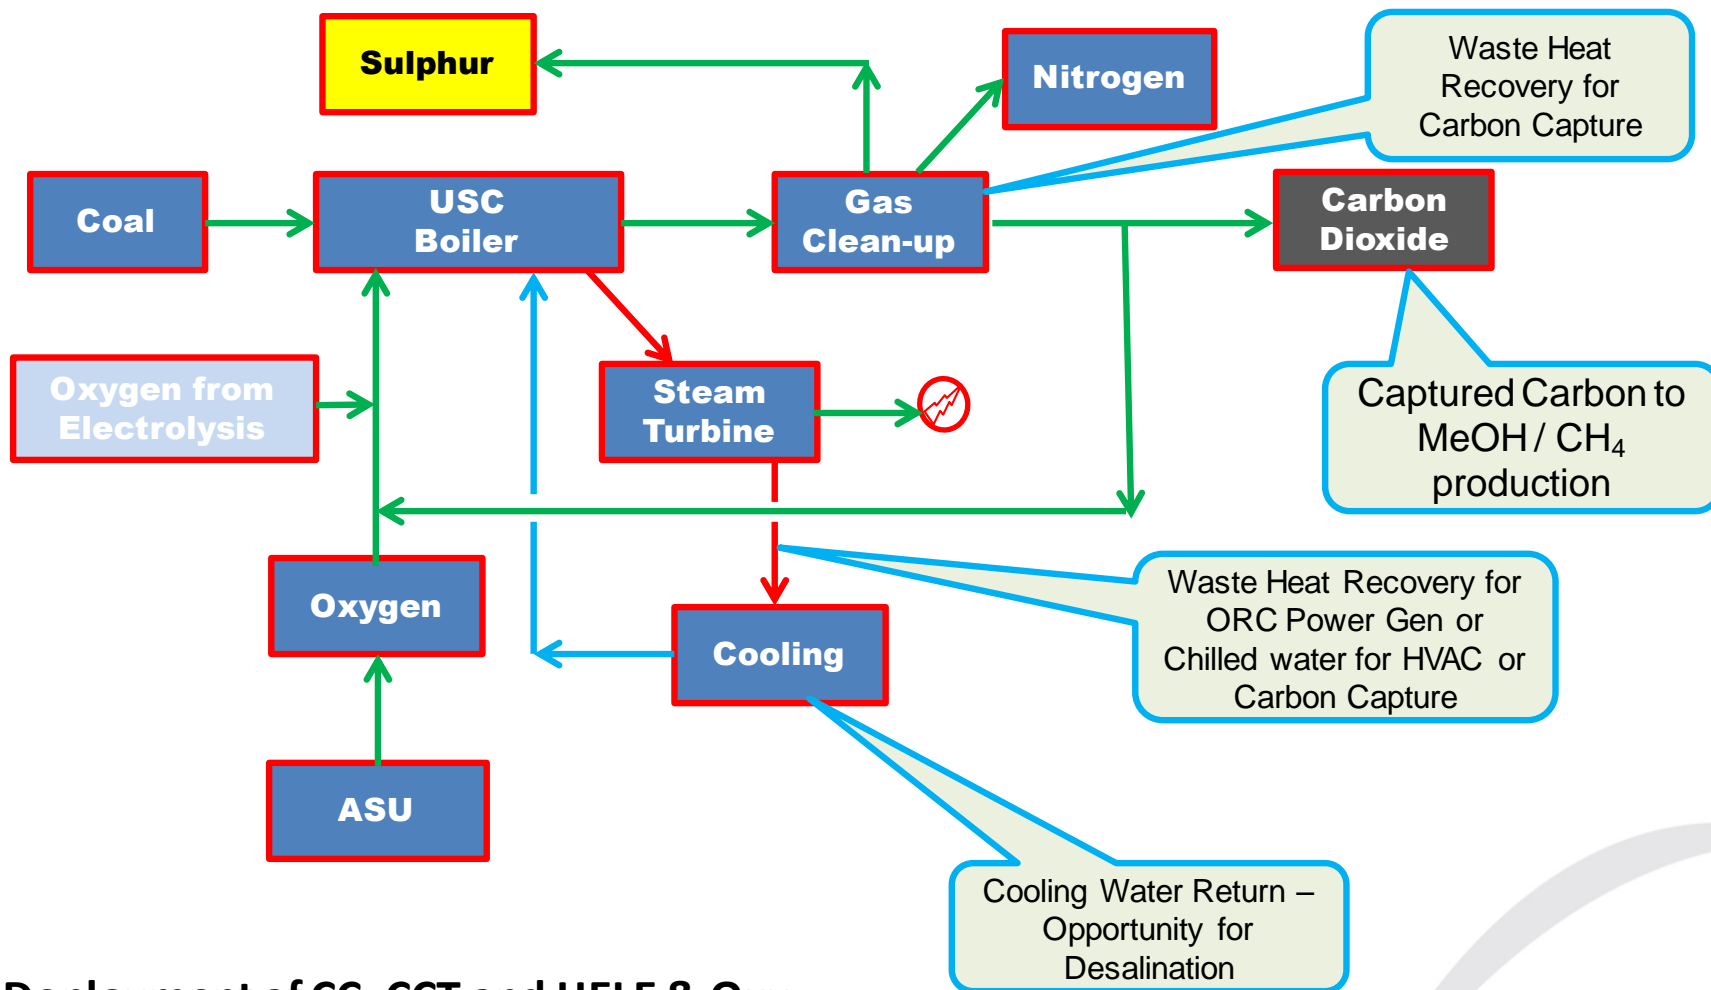 Sulphur
Nitrogen
Waste Heat
Recovery for
Carbon Capture
Coal
USC
Boiler
Gas
Clean-up
Carbon
Dioxide
Oxygen from
Electrolysis
Steam
Turbine
Captured Carbon to
MeOH / CH₄
production
Oxygen
Cooling
Waste Heat Recovery for
ORC Power Gen or
Chilled water for HVAC or
Carbon Capture
ASU
Cooling Water Return –
Opportunity for
Desalination